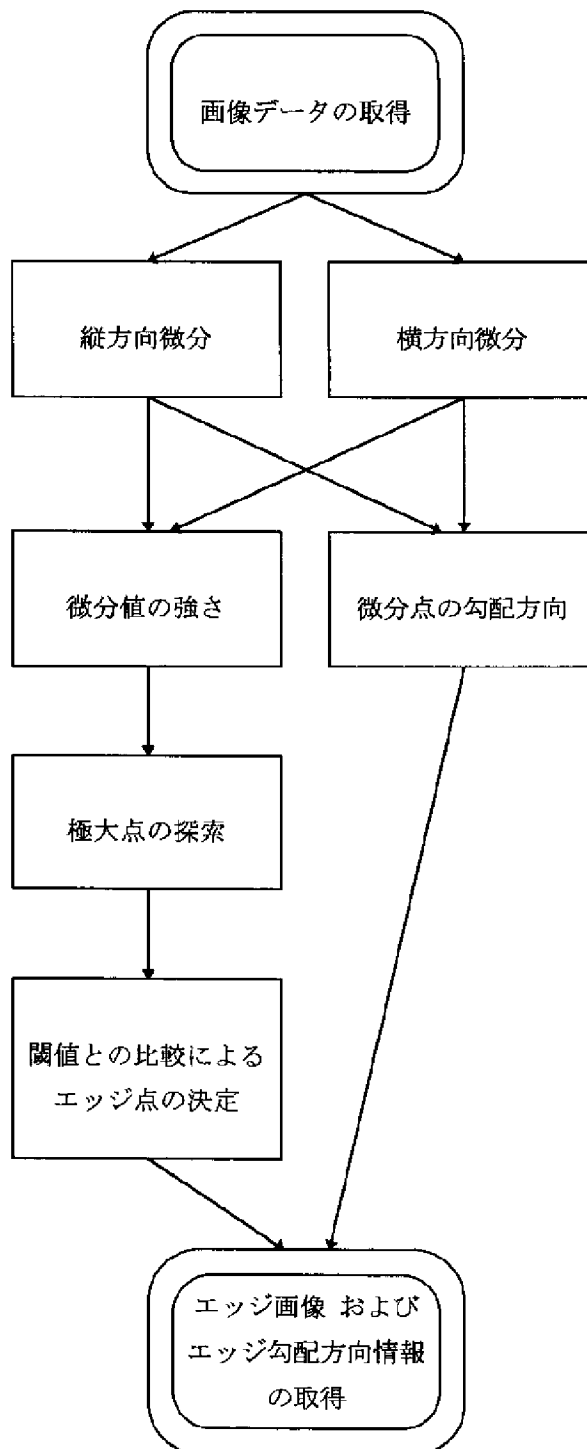 画像データの取得
縦方向微分
横方向微分
微分値の強さ
微分点の勾配方向
極大点の探索
閾値との比較による
エッジ点の決定
エッジ画像 および
エッジ勾配方向情報
の取得